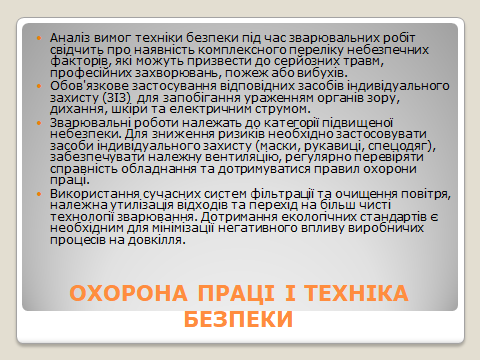 Аналіз вимог техніки безпеки під час зварювальних робіт
свідчить про наявність комплексного переліку небезпечних
факторів, які можуть призвести до серйозних травм,
професійних захворювань, пожеж або вибухів.
Обов'язкове застосування відповідних засобів індивідуального
захисту (ЗІЗ) для запобігання ураженням органів зору,
дихання, шкіри та електричним струмом.
Зварювальні роботи належать до категорії підвищеної
небезпеки. Для зниження ризиків необхідно застосовувати
засоби індивідуального захисту (маски, рукавиці, спецодяг),
забезпечувати належну вентиляцію, регулярно перевіряти
справність обладнання та дотримуватися правил охорони
праці.
Використання сучасних систем фільтрації та очищення повітря,
належна утилізація відходів та перехід на більш чисті
технології зварювання. Дотримання екологічних стандартів є
необхідним для мінімізації негативного впливу виробничих
процесів на довкілля.
ОХОРОНА ПРАЦІ І ТЕХНІКА
БЕЗПЕКИ